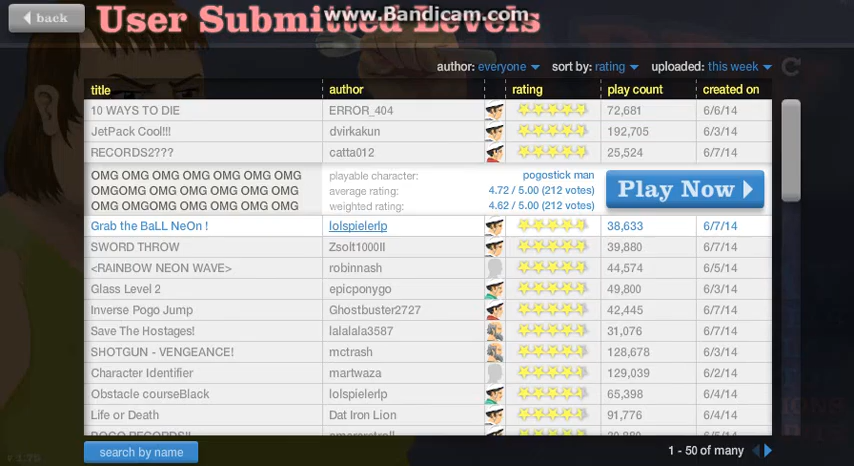 www.Bandicam.com
back
User Submitted Levels
author: everyone sort by: rating uploaded: this week
title author rating play count created on
10 WAYS TO DIE ERROR_404 72,681 6/6/14
JetPack Cool!!! dvirkakun 192,705 6/3/14
RECORDS2??? catta012 25,524 6/7/14
OMG OMG OMG OMG OMG OMG OMG playable character: pogostick man
OMGOMG OMG OMG OMG OMG OMG average rating: 4.72 / 5.00 (212 votes)
OMG OMGOMG OMG OMG OMG OMG weighted rating: 4.62 / 5.00 (212 votes)
Play Now
Grab the BaLL NeOn ! lolspielerlp 38,633 6/7/14
SWORD THROW Zsolt1000II 39,880 6/7/14
<RAINBOW NEON WAVE> robinnash 44,574 6/5/14
Glass Level 2 epicponygo 49,800 6/3/14
Inverse Pogo Jump Ghostbuster2727 42,445 6/7/14
Save The Hostages! lalalala3587 31,076 6/7/14
SHOTGUN - VENGEANCE! mctrash 128,678 6/3/14
Character Identifier martwaza 129,039 6/2/14
Obstacle courseBlack lolspielerlp 65,398 6/4/14
Life or Death Dat Iron Lion 91,776 6/4/14
search by name 1 - 50 of many
v 1.75